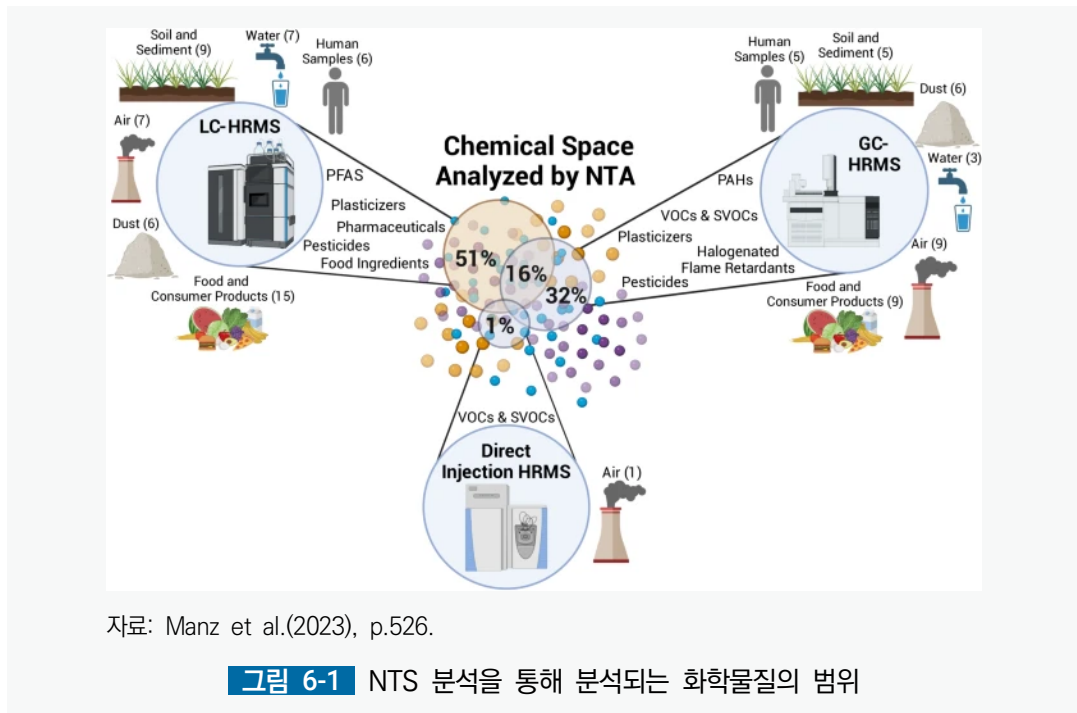 Soil and
Sediment (9)
Water (7)
Human
Samples (6)
Air (7)
LC-HRMS
Dust (6)
Food and
Consumer Products (15)
PFAS
Plasticizers
Pharmaceuticals
Pesticides
Food Ingredients
Chemical Space
Analyzed by NTA
51%
16%
32%
1%
Human
Samples (5)
Soil and
Sediment (5)
Dust (6)
GC-
HRMS
Water (3)
PAHs
VOCs & SVOCs
Plasticizers
Halogenated
Flame Retardants
Pesticides
Air (9)
Food and
Consumer Products (9)
VOCs & SVOCs
Direct
Injection HRMS
Air (1)
자료: Manz et al.(2023), p.526.
그림 6-1 NTS 분석을 통해 분석되는 화학물질의 범위